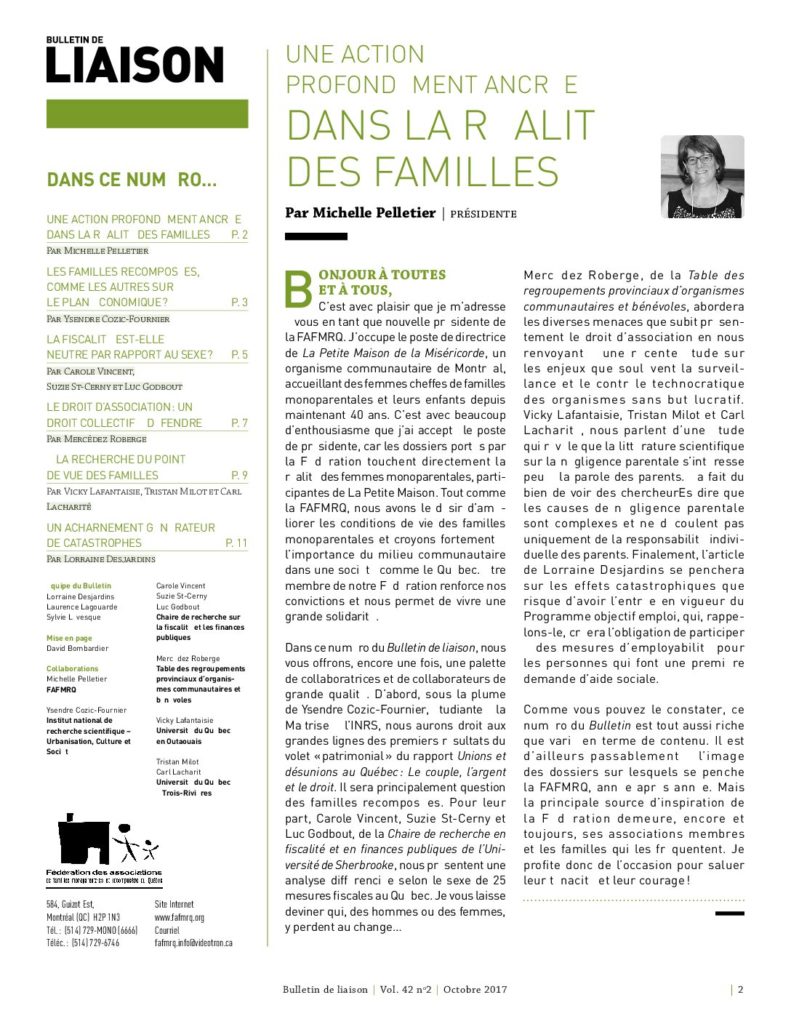 BULLETIN DE
LIAISON
DANS CE NUM RO...
UNE ACTION PROFOND MENT ANCR E
DANS LA R ALIT DES FAMILLES P. 2
PAR MICHELLE PELLETIER
LES FAMILLES RECOMPOS ES,
COMME LES AUTRES SUR
LE PLAN CONOMIQUE? P. 3
PAR YSENDRE COZIC-FOURNIER
LA FISCALIT EST-ELLE
NEUTRE PAR RAPPORT AU SEXE? P. 5
PAR CAROLE VINCENT,
SUZIE ST-CERNY ET LUC GODBOUT
LE DROIT D'ASSOCIATION : UN
DROIT COLLECTIF D FENDRE P. 7
PAR MERCÉDEZ ROBERGE
LA RECHERCHE DU POINT
DE VUE DES FAMILLES P. 9
PAR VICKY LAFANTAISIE, TRISTAN MILOT ET CARL
LACHARITÉ
UN ACHARNEMENT G N RATEUR
DE CATASTROPHES P. 11
PAR LORRAINE DESJARDINS
quipe du Bulletin
Lorraine Desjardins
Laurence Lagouarde
Sylvie L vesque
Mise en page
David Bombardier
Collaborations
Michelle Pelletier
FAFMRQ
Ysendre Cozic-Fournier
Institut national de
recherche scientifique –
Urbanisation, Culture et
Soci t
Carole Vincent
Suzie St-Cerny
Luc Godbout
Chaire de recherche sur
la fiscalit et les finances
publiques
Merc dez Roberge
Table des regroupements
provinciaux d'organis-
mes communautaires et
b n voles
Vicky Lafantaisie
Universit du Qu bec
en Outaouais
Tristan Milot
Carl Lacharit
Universit du Qu bec
Trois-Rivi res
Fédération des associations
de familles monoparentales et recomposées du Québec
584, Guizot Est,
Montréal (QC) H2P 1N3
Tél. : (514) 729-MONO (6666)
Téléc. : (514) 729-6746
Site Internet
www.fafmrq.org
Courriel
fafmrq.info@videotron.ca
UNE ACTION
PROFOND MENT ANCR E
DANS LA R ALIT
DES FAMILLES
Par Michelle Pelletier | PRÉSIDENTE
BONJOUR À TOUTES
ET À TOUS,
C'est avec plaisir que je m'adresse
vous en tant que nouvelle pr sidente de
la FAFMRQ. J'occupe le poste de directrice
de La Petite Maison de la Miséricorde, un
organisme communautaire de Montr al,
accueillant des femmes cheffes de familles
monoparentales et leurs enfants depuis
maintenant 40 ans. C'est avec beaucoup
d'enthousiasme que j'ai accept le poste
de pr sidente, car les dossiers port s par
la F d ration touchent directement la
r alit des femmes monoparentales, parti-
cipantes de La Petite Maison. Tout comme
la FAFMRQ, nous avons le d sir d'am -
liorer les conditions de vie des familles
monoparentales et croyons fortement
l'importance du milieu communautaire
dans une soci t comme le Qu bec. tre
membre de notre F d ration renforce nos
convictions et nous permet de vivre une
grande solidarit .
Dans ce num ro du Bulletin de liaison, nous
vous offrons, encore une fois, une palette
de collaboratrices et de collaborateurs de
grande qualit . D'abord, sous la plume
de Ysendre Cozic-Fournier, tudiante la
Ma trise l'INRS, nous aurons droit aux
grandes lignes des premiers r sultats du
volet « patrimonial » du rapport Unions et
désunions au Québec : Le couple, l'argent
et le droit. Il sera principalement question
des familles recompos es. Pour leur
part, Carole Vincent, Suzie St-Cerny et
Luc Godbout, de la Chaire de recherche en
fiscalité et en finances publiques de l'Uni-
versité de Sherbrooke, nous pr sentent une
analyse diff renci e selon le sexe de 25
mesures fiscales au Qu bec. Je vous laisse
deviner qui, des hommes ou des femmes,
y perdent au change...
Merc dez Roberge, de la Table des
regroupements provinciaux d'organismes
communautaires et bénévoles, abordera
les diverses menaces que subit pr sen-
tement le droit d'association en nous
renvoyant une r cente tude sur
les enjeux que soul vent la surveil-
lance et le contr le technocratique
des organismes sans but lucratif.
Vicky Lafantaisie, Tristan Milot et Carl
Lacharit , nous parlent d'une tude
qui r v le que la litt rature scientifique
sur la n gligence parentale s'int resse
peu la parole des parents. a fait du
bien de voir des chercheurEs dire que
les causes de n gligence parentale
sont complexes et ne d coulent pas
uniquement de la responsabilit indivi-
duelle des parents. Finalement, l'article
de Lorraine Desjardins se penchera
sur les effets catastrophiques que
risque d'avoir l'entr e en vigueur du
Programme objectif emploi, qui, rappe-
lons-le, cr era l'obligation de participer
des mesures d'employabilit pour
les personnes qui font une premi re
demande d'aide sociale.
Comme vous pouvez le constater, ce
num ro du Bulletin est tout aussi riche
que vari en terme de contenu. Il est
d'ailleurs passablement l'image
des dossiers sur lesquels se penche
la FAFMRQ, ann e apr s ann e. Mais
la principale source d'inspiration de
la F d ration demeure, encore et
toujours, ses associations membres
et les familles qui les fr quentent. Je
profite donc de l'occasion pour saluer
leur t nacit et leur courage !
Bulletin de liaison | Vol. 42 nº2 | Octobre 2017
| 2